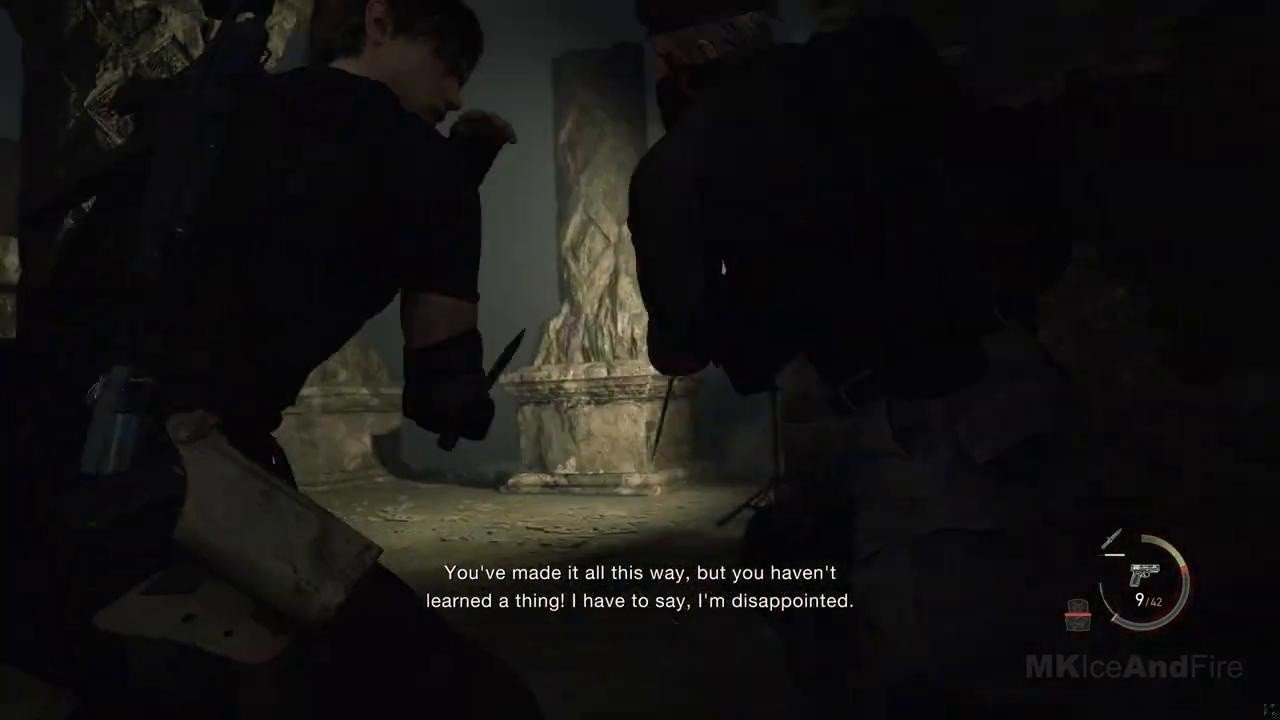 You've made it all this way, but you haven't
learned a thing! I have to say, I'm disappointed.
9/42
MKIceAndFire